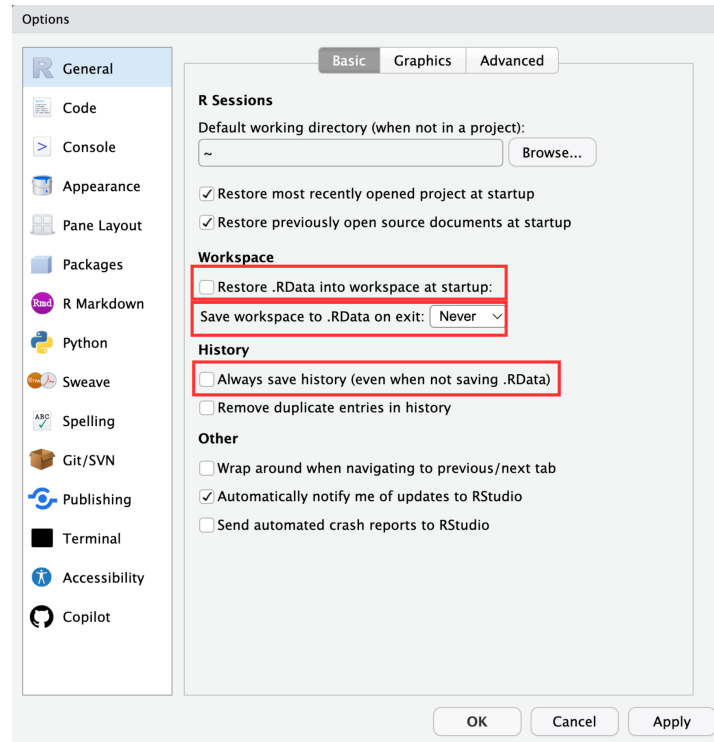 Options
General
Code
Console
Appearance
Pane Layout
Packages
Rmd R Markdown
Python
Rnw Sweave
ABC Spelling
Git/SVN
Publishing
Terminal
Accessibility
Copilot
Basic Graphics Advanced
R Sessions
Default working directory (when not in a project):
~ Browse...
Restore most recently opened project at startup
Restore previously open source documents at startup
Workspace
Restore .RData into workspace at startup:
Save workspace to .RData on exit: Never
History
Always save history (even when not saving .RData)
Remove duplicate entries in history
Other
Wrap around when navigating to previous/next tab
Automatically notify me of updates to RStudio
Send automated crash reports to RStudio
OK Cancel Apply